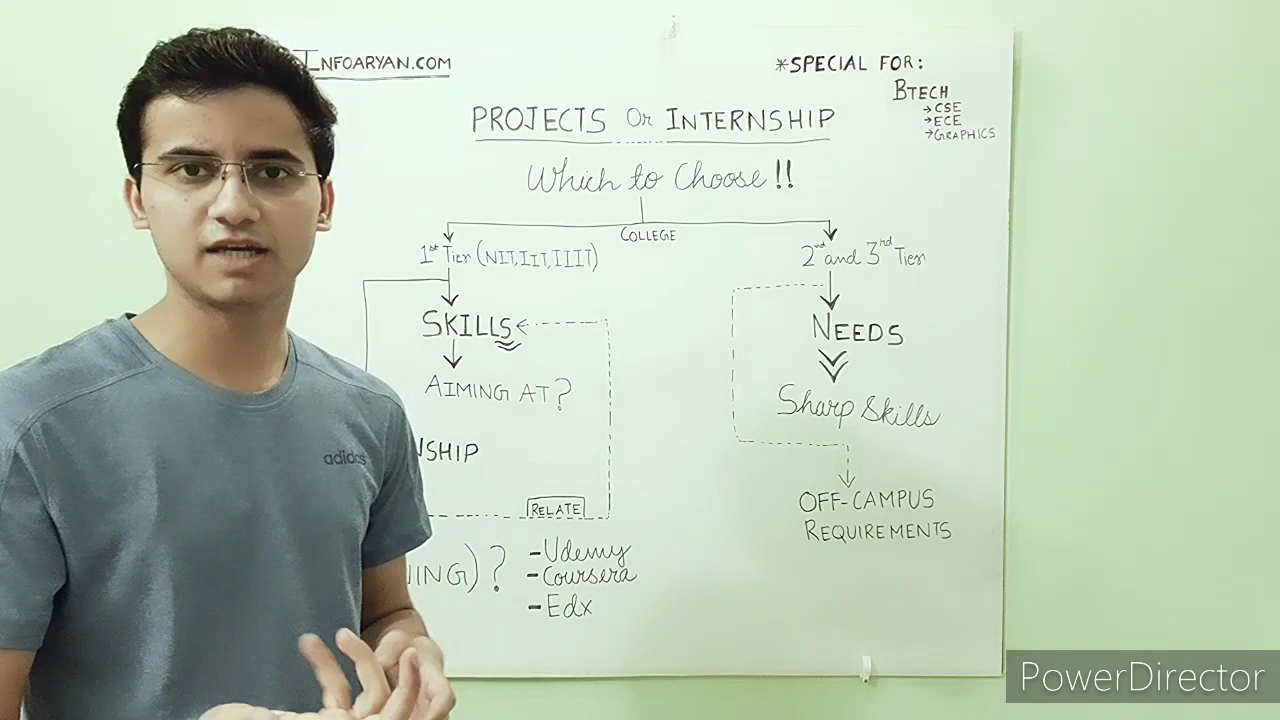 INFOARYAN.COM
*SPECIAL FOR:
BTECH
→CSE
→ECE
→GRAPHICS
PROJECTS Or INTERNSHIP
Which to Choose!!
COLLEGE
1st Tier (NIT, IIT, IIIT)
2nd and 3rd Tier
SKILLS
NEEDS
AIMING AT?
Sharp Skills
NSHIP
adidas
RELATE
OFF-CAMPUS
REQUIREMENTS
NING)?
-Udemy
-Coursera
-Edx
PowerDirector